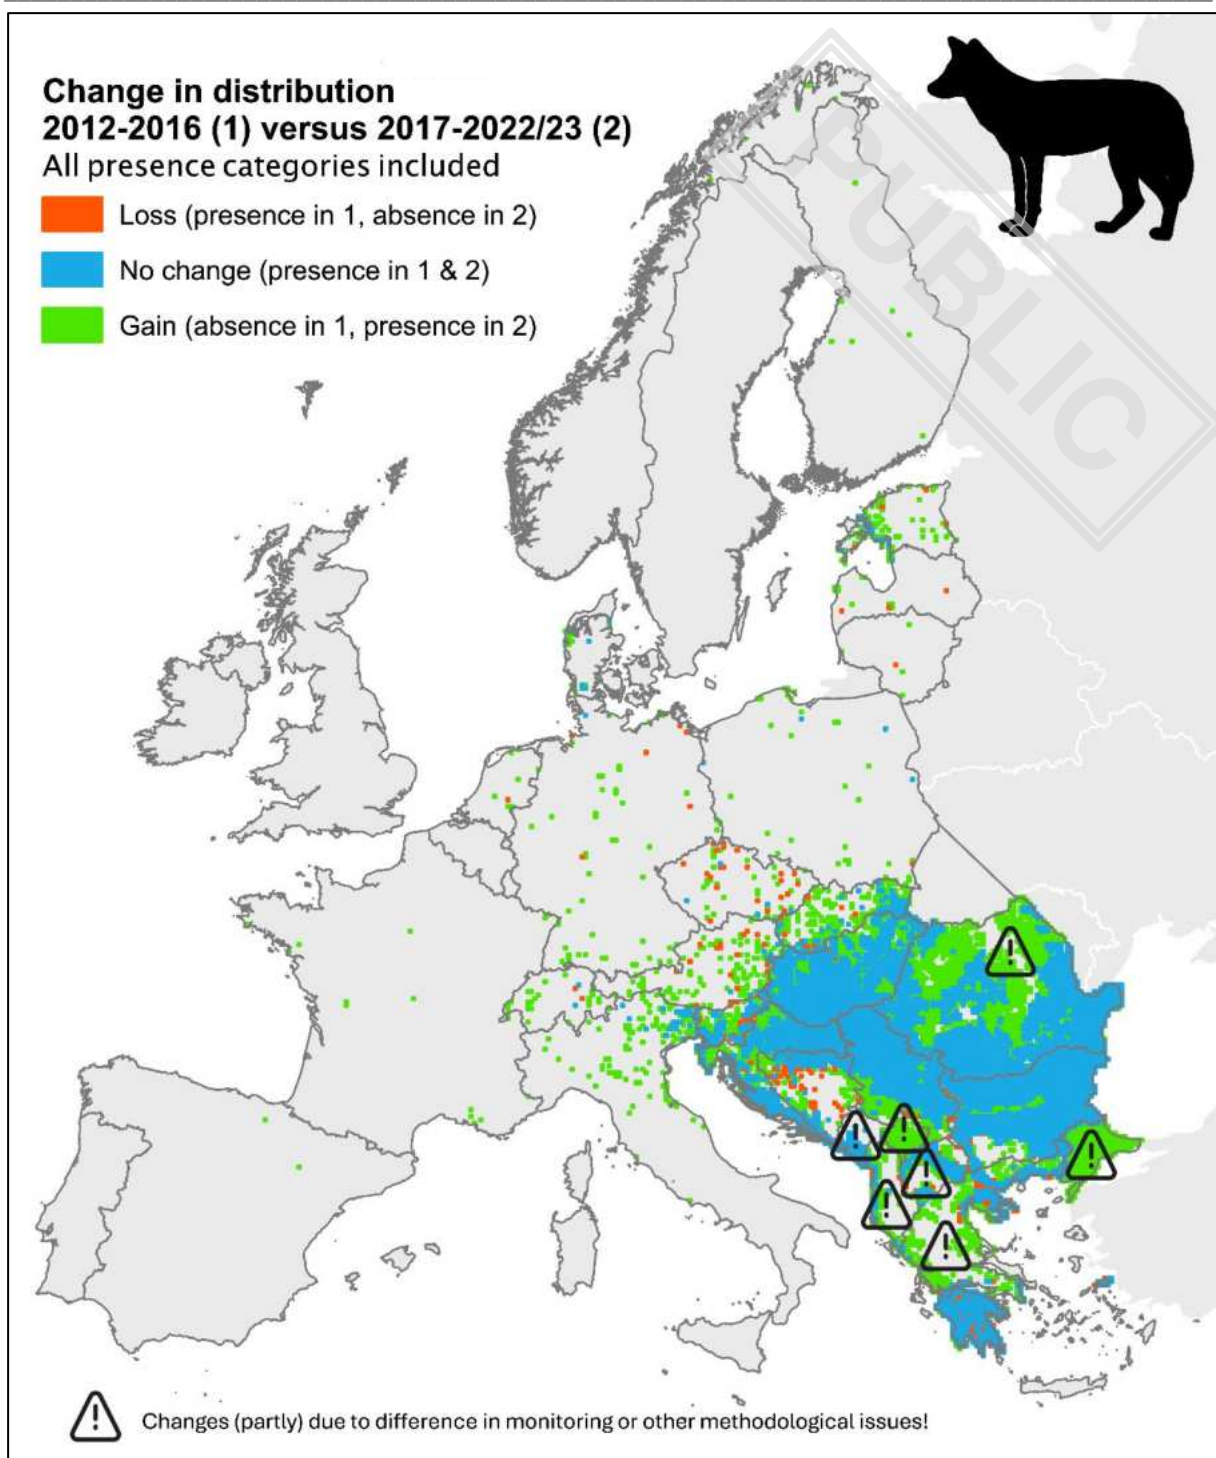 Change in distribution
2012-2016 (1) versus 2017-2022/23 (2)
All presence categories included
Loss (presence in 1, absence in 2)
No change (presence in 1 & 2)
Gain (absence in 1, presence in 2)
PUBLIC
Changes (partly) due to difference in monitoring or other methodological issues!